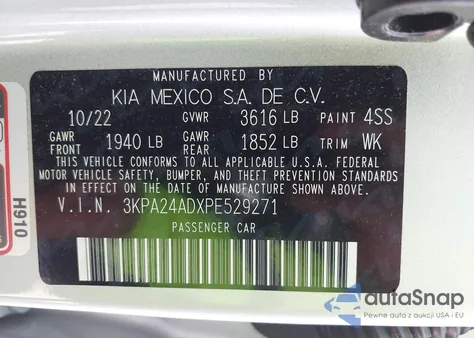 MANUFACTURED BY
KIA MEXICO S.A. DE C.V.
10/22 GVWR 3616 LB PAINT 4SS
GAWR FRONT 1940 LB GAWR REAR 1852 LB TRIM WK
THIS VEHICLE CONFORMS TO ALL APPLICABLE U.S.A. FEDERAL
MOTOR VEHICLE SAFETY, BUMPER, AND THEFT PREVENTION STANDARDS
IN EFFECT ON THE DATE OF MANUFACTURE SHOWN ABOVE.
V.I.N. 3KPA24ADXPE529271
PASSENGER CAR
H910
autoSnap
Pewne auta z aukcji USA i EU